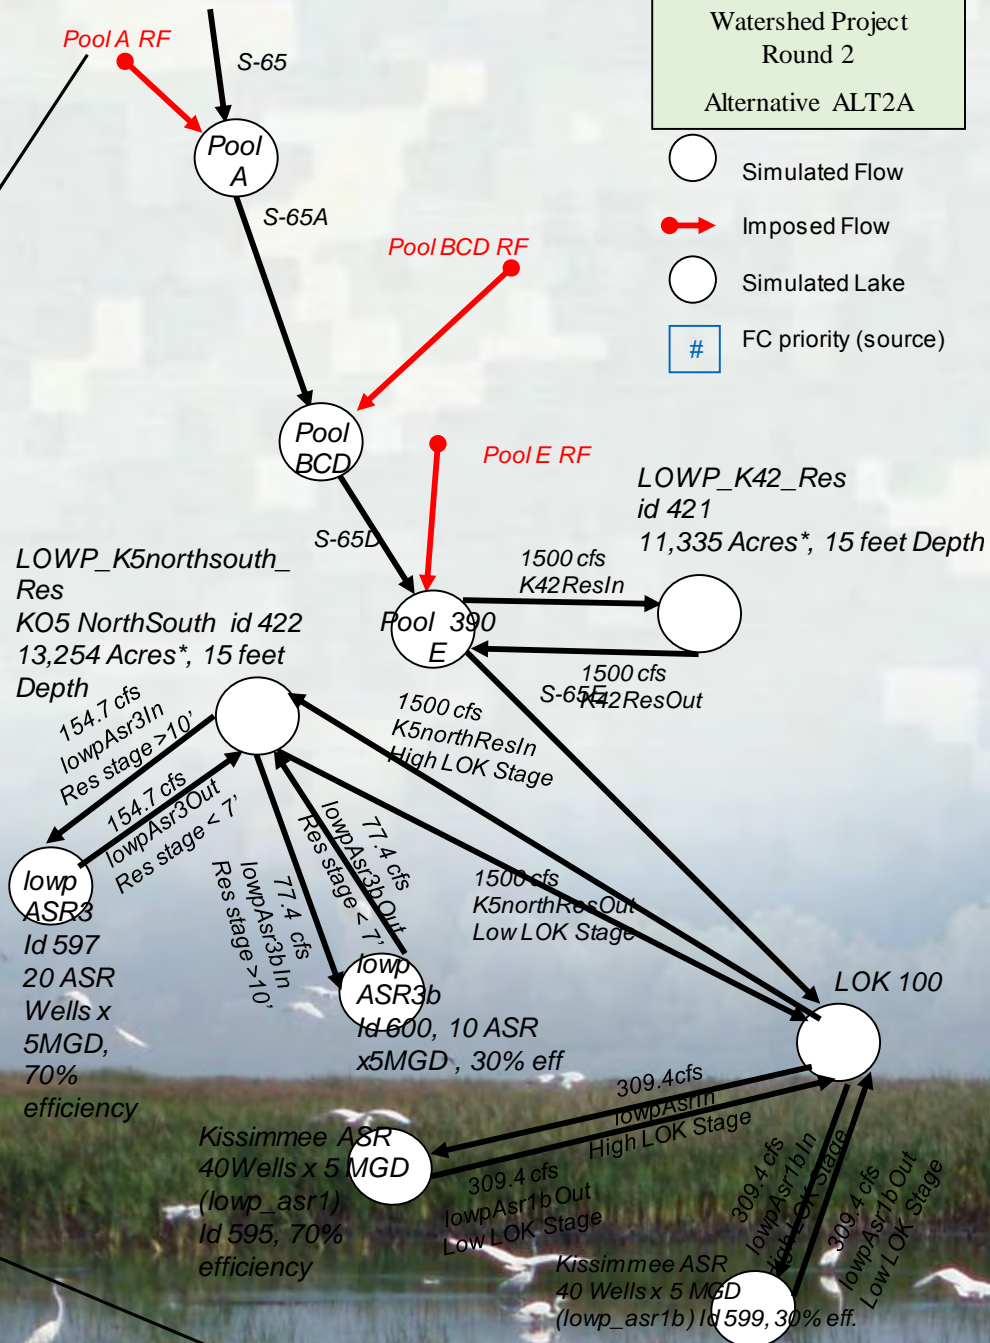 Watershed Project
Round 2
Alternative ALT2A
Simulated Flow
Imposed Flow
Simulated Lake
# FC priority (source)
Pool A RF
S-65
Pool
A
S-65A
Pool BCD RF
Pool
BCD
Pool E RF
S-65D
LOWP_K42_Res
id 421
11,335 Acres*, 15 feet Depth
1500 cfs
K42ResIn
Pool 390
E
1500 cfs
K42ResOut
S-65E
LOWP_K5northsouth_
Res
KO5 NorthSouth id 422
13,254 Acres*, 15 feet
Depth
154.7 cfs
lowpAsr3In
Res stage >10'
154.7 cfs
lowpAsr3Out
Res stage < 7'
1500 cfs
K5northResIn
High LOK Stage
77.4 cfs
lowpAsr3bOut
Res stage < 7'
77.4 cfs
lowpAsr3bIn
Res stage >10'
1500 cfs
K5northResOut
Low LOK Stage
lowp
ASR3
Id 597
20 ASR
Wells x
5MGD,
70%
efficiency
lowp
ASR3b
Id 600, 10 ASR
x5MGD , 30% eff
LOK 100
309.4cfs
lowpAsrIn
High LOK Stage
Kissimmee ASR
40Wells x 5 MGD
(lowp_asr1)
Id 595, 70%
efficiency
309.4 cfs
lowpAsr1bOut
Low LOK Stage
309.4 cfs
lowpAsr1bIn
High LOK Stage
309.4 cfs
lowpAsr1bOut
Low LOK Stage
Kissimmee ASR
40 Wells x 5 MGD
(lowp_asr1b) Id 599, 30% eff.